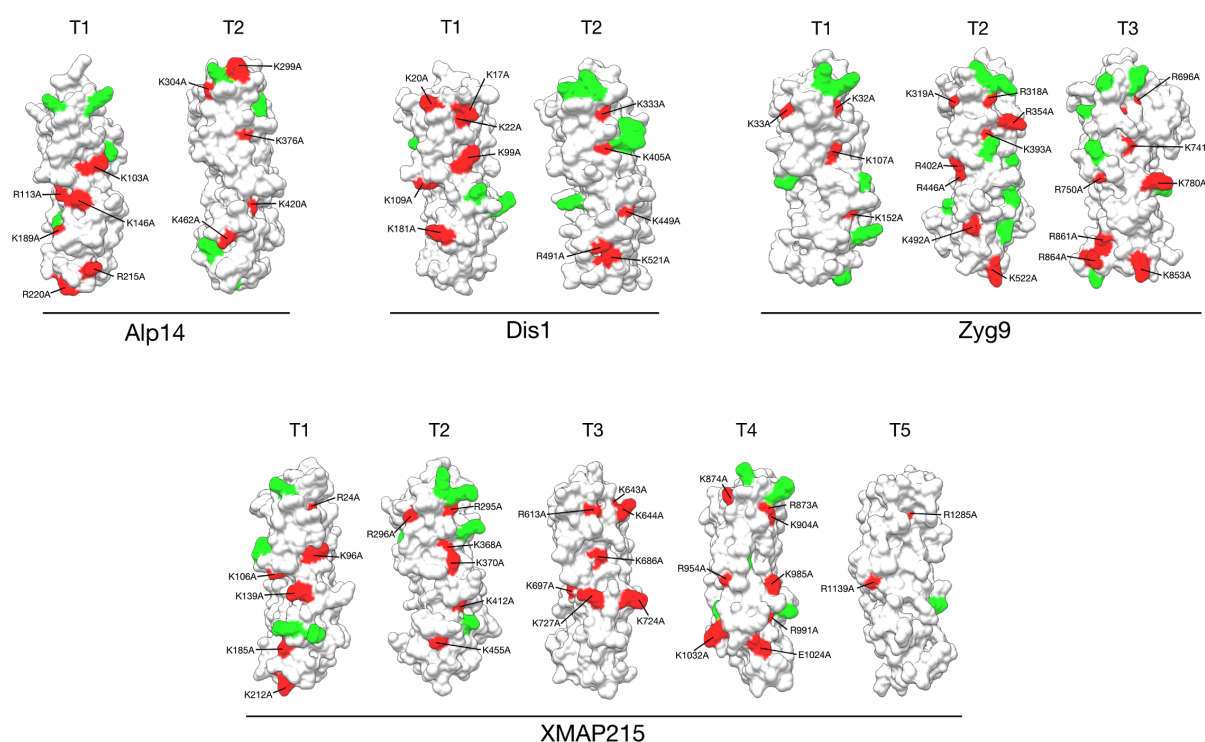 T1
T2
T1
T2
T1
T2
T3
K299A
K304A
K376A
K103A
R113A
K146A
K189A
K420A
K462A
R215A
R220A
Alp14
K20A
K17A
K22A
K99A
K109A
K181A
K333A
K405A
K449A
R491A
K521A
Dis1
K33A
K32A
K107A
K152A
K319A
R318A
R354A
K393A
R402A
R446A
K492A
K522A
R696A
K741
R750A
K780A
R861A
R864A
K853A
Zyg9
T1
T2
T3
T4
T5
R24A
K96A
K106A
K139A
K185A
K212A
R295A
R296A
K368A
K370A
K412A
K455A
K643A
R613A
K644A
K686A
K697A
K727A
K724A
K874A
R873A
K904A
R954A
K985A
R991A
K1032A
E1024A
R1285A
R1139A
XMAP215